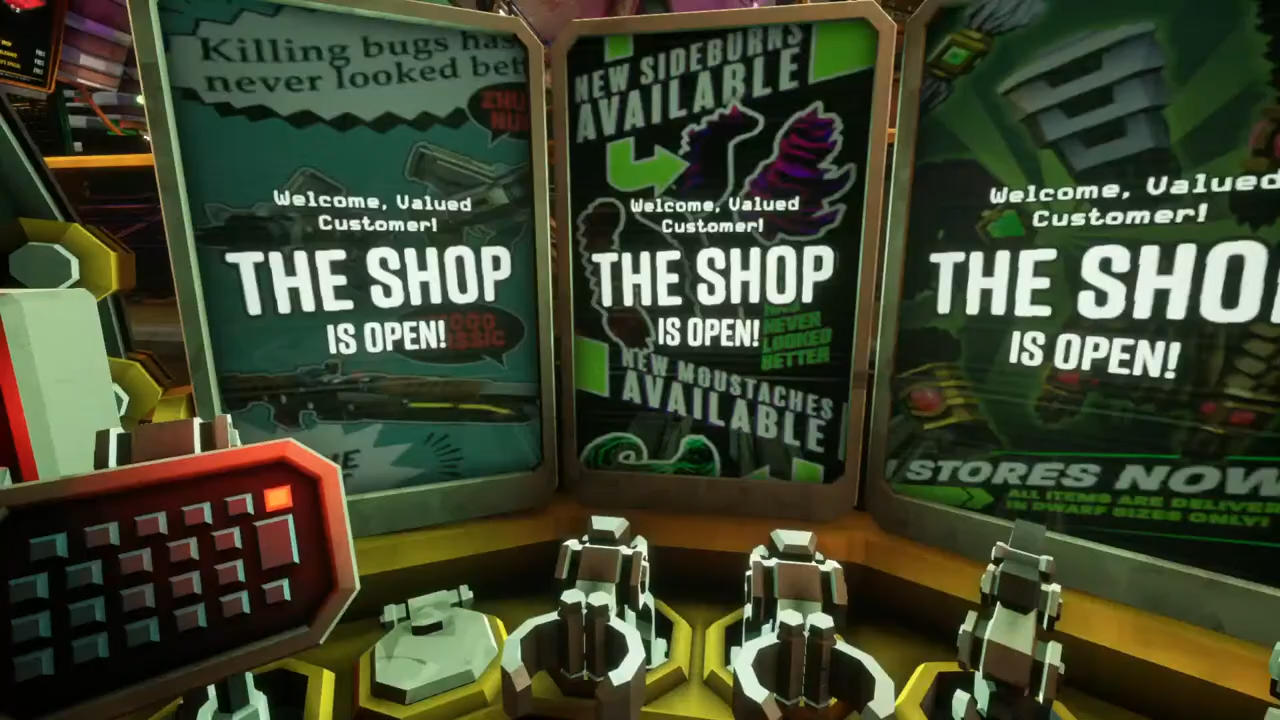 Killing bugs has
never looked bet
Welcome, Valued
Customer!
THE SHOP
IS OPEN!
NEW SIDEBURNS
AVAILABLE
Welcome, Valued
Customer!
THE SHOP
IS OPEN!
NEVER
LOOKED
BETTER
NEW MOUSTACHES
AVAILABLE
Welcome, Valued
Customer!
THE SHO
IS OPEN!
STORES NOW
ALL ITEMS ARE DELIVER
IN DWARF SIZES ONLY!